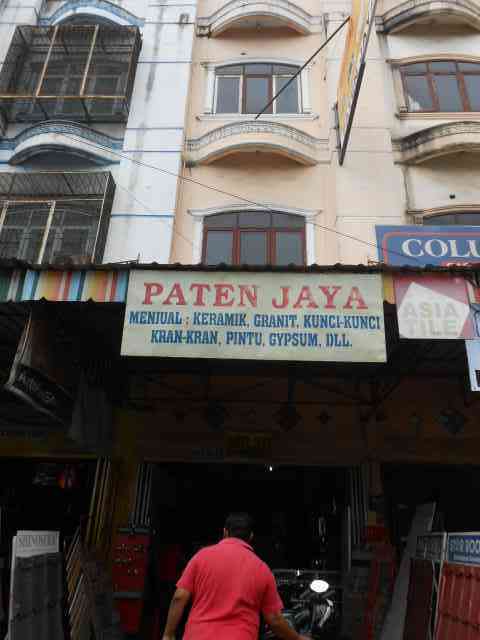 PATEN JAYA
MENJUAL ; KERAMIK, GRANIT, KUNCI-KUNCI
KRAN-KRAN, PINTU, GYPSUM, DLL.
COLU
ASIA
TILE